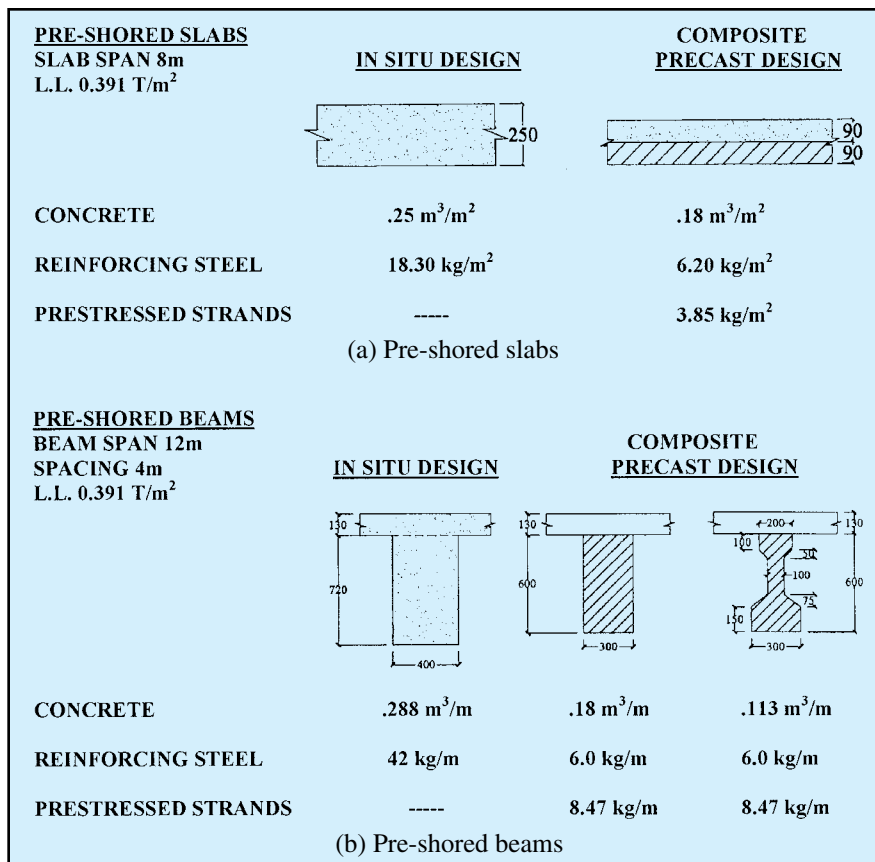 PRE-SHORED SLABS
SLAB SPAN 8m
L.L. 0.391 T/m²
IN SITU DESIGN
COMPOSITE
PRECAST DESIGN
250
90
90
CONCRETE .25 m³/m² .18 m³/m²
REINFORCING STEEL 18.30 kg/m² 6.20 kg/m²
PRESTRESSED STRANDS ----- 3.85 kg/m²
(a) Pre-shored slabs
PRE-SHORED BEAMS
BEAM SPAN 12m
SPACING 4m
L.L. 0.391 T/m²
IN SITU DESIGN
COMPOSITE
PRECAST DESIGN
130
720
400
130
600
300
200
130
100
50
100
600
75
150
300
CONCRETE .288 m³/m .18 m³/m .113 m³/m
REINFORCING STEEL 42 kg/m 6.0 kg/m 6.0 kg/m
PRESTRESSED STRANDS ----- 8.47 kg/m 8.47 kg/m
(b) Pre-shored beams